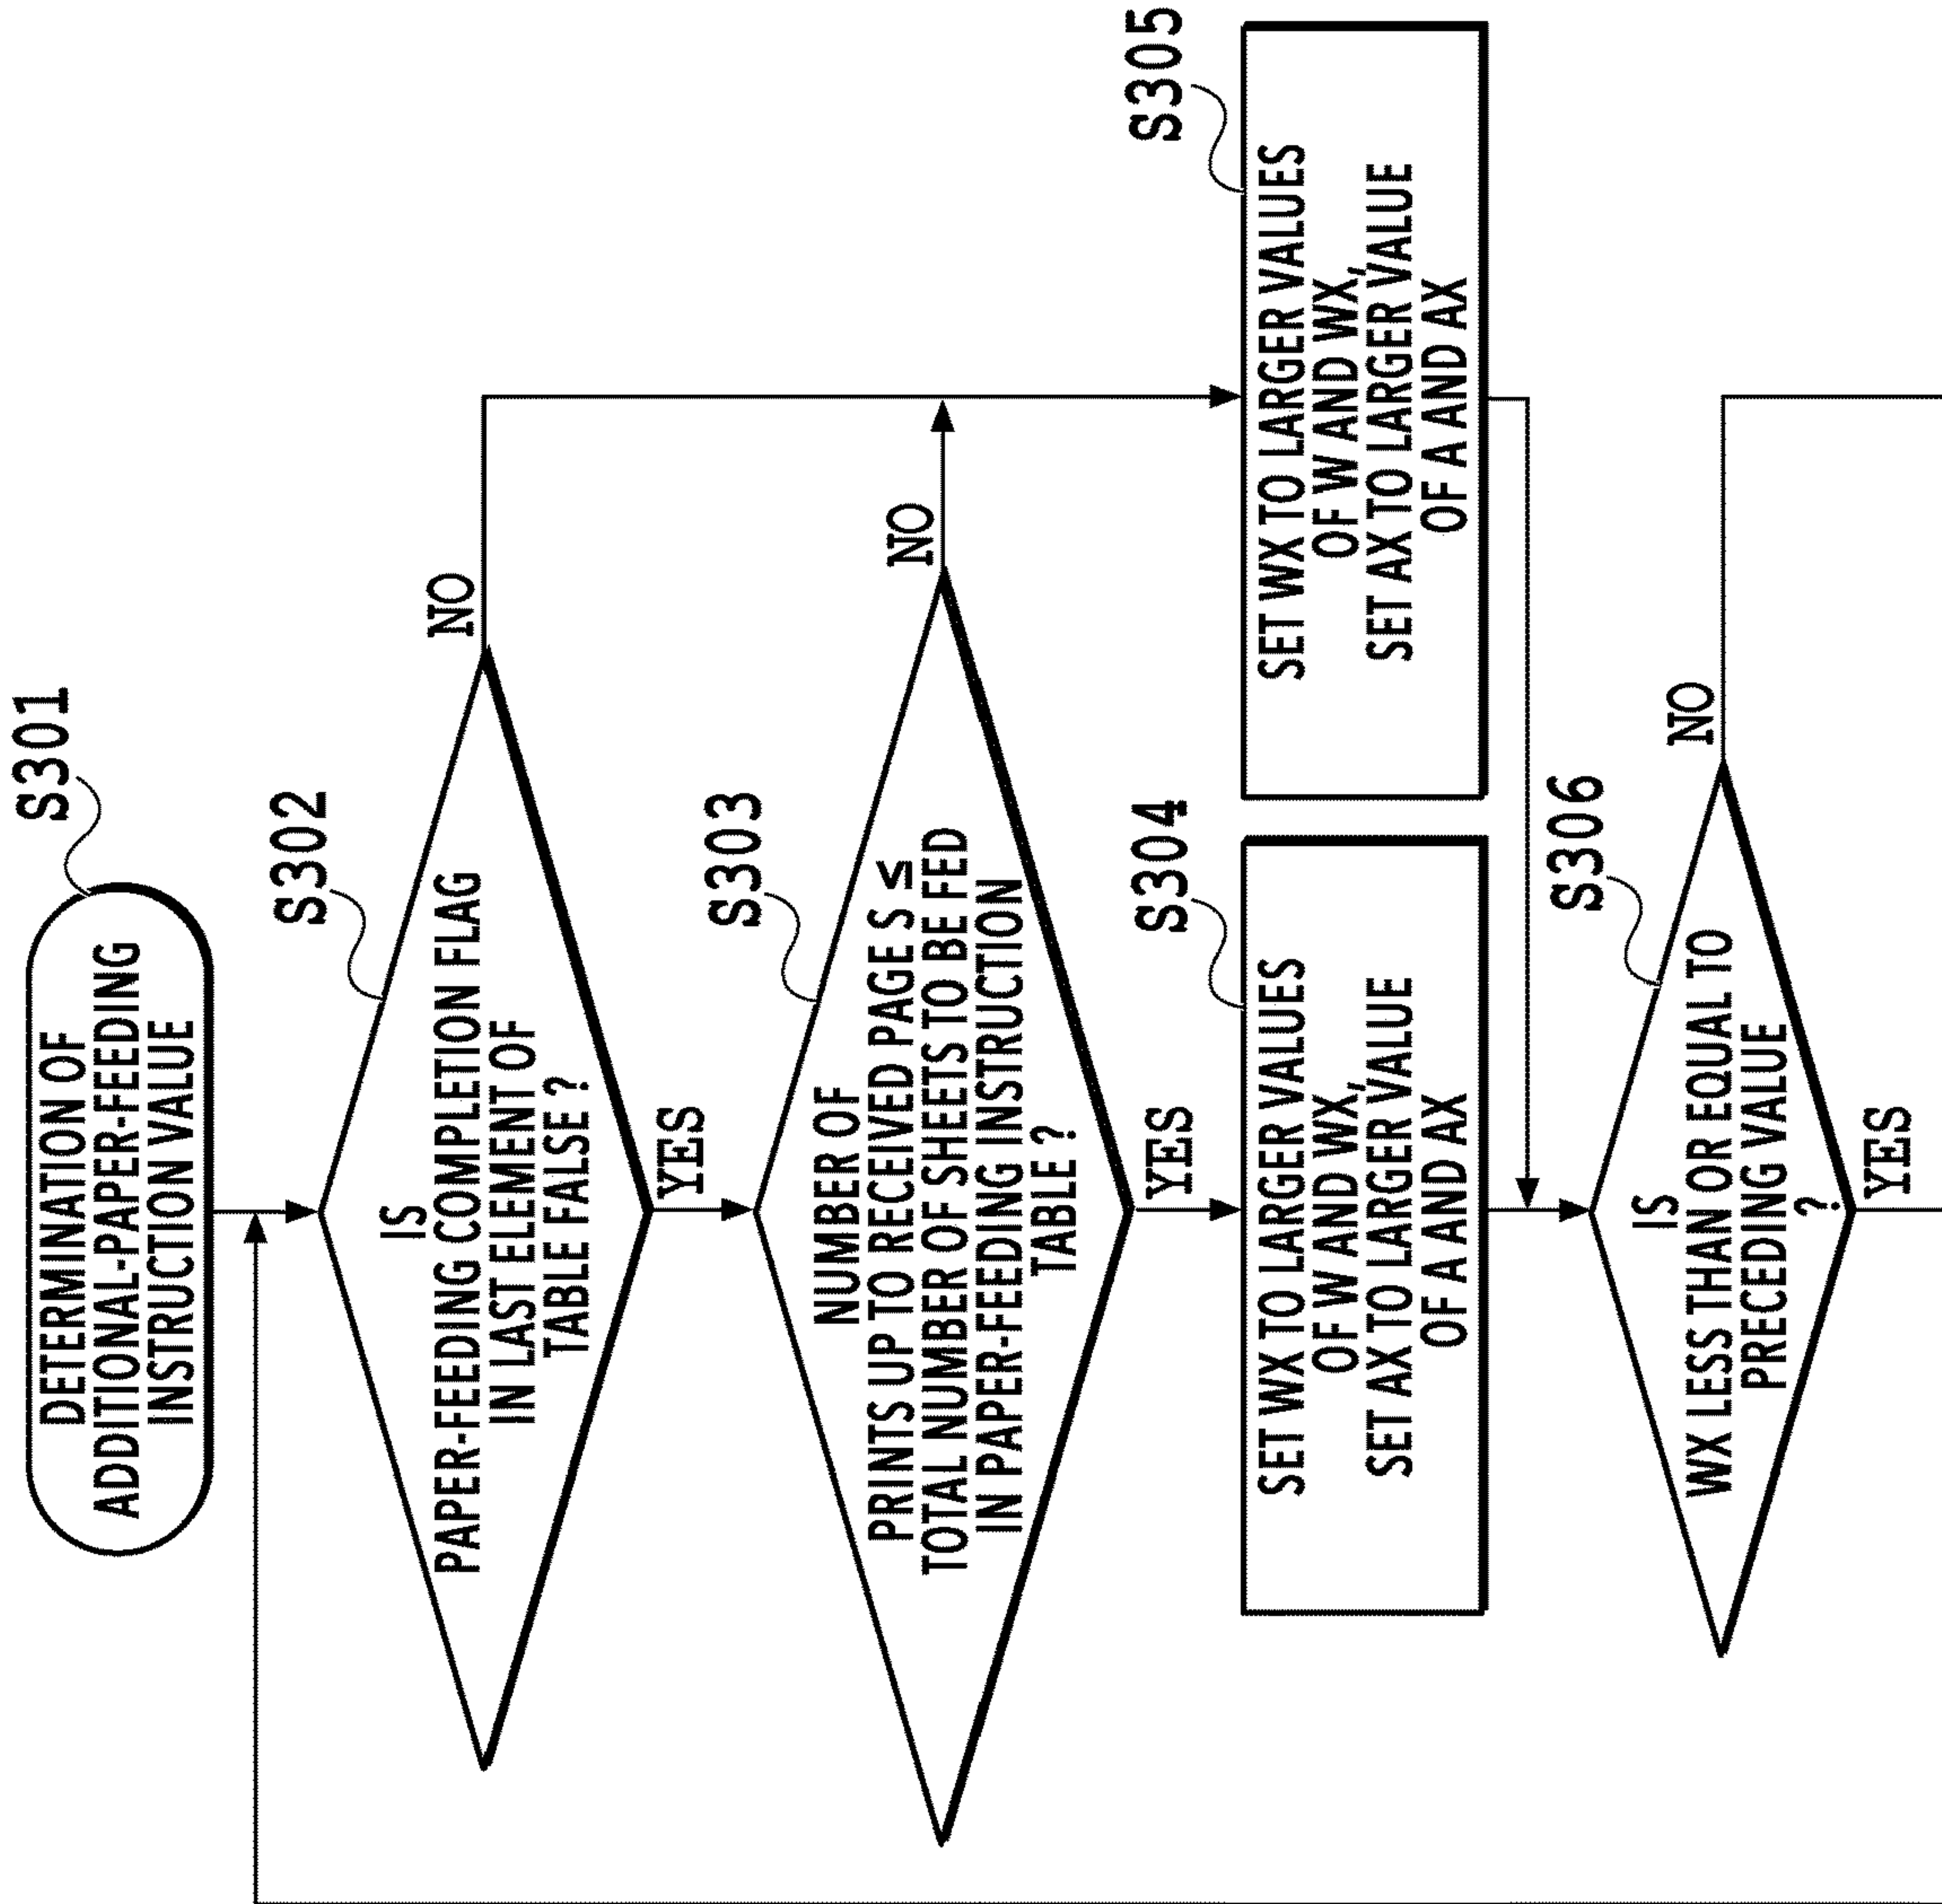 S301
DETERMINATION OF
ADDITIONAL-PAPER-FEEDING
INSTRUCTION VALUE
S302
IS
PAPER-FEEDING COMPLETION FLAG
IN LAST ELEMENT OF
TABLE FALSE ?
NO
YES
S303
NUMBER OF
PRINTS UP TO RECEIVED PAGE S ≤
TOTAL NUMBER OF SHEETS TO BE FED
IN PAPER-FEEDING INSTRUCTION
TABLE ?
NO
YES
S304
SET WX TO LARGER VALUES
OF W AND WX,
SET AX TO LARGER VALUE
OF A AND AX
S305
SET WX TO LARGER VALUES
OF W AND WX,
SET AX TO LARGER VALUE
OF A AND AX
S306
IS
WX LESS THAN OR EQUAL TO
PRECEDING VALUE
?
NO
YES